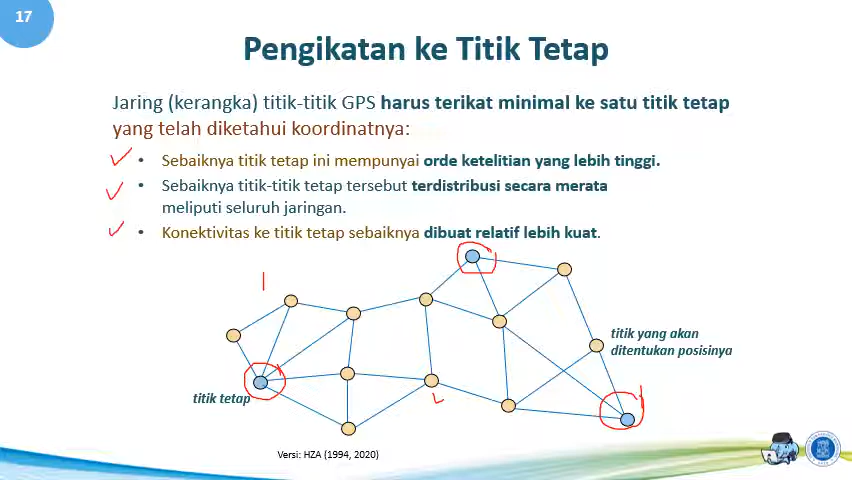 17
Pengikatan ke Titik Tetap
Jaring (kerangka) titik-titik GPS harus terikat minimal ke satu titik tetap
yang telah diketahui koordinatnya:
• Sebaiknya titik tetap ini mempunyai orde ketelitian yang lebih tinggi.
• Sebaiknya titik-titik tetap tersebut terdistribusi secara merata
meliputi seluruh jaringan.
• Konektivitas ke titik tetap sebaiknya dibuat relatif lebih kuat.
titik yang akan
ditentukan posisinya
titik tetap
Versi: HZA (1994, 2020)